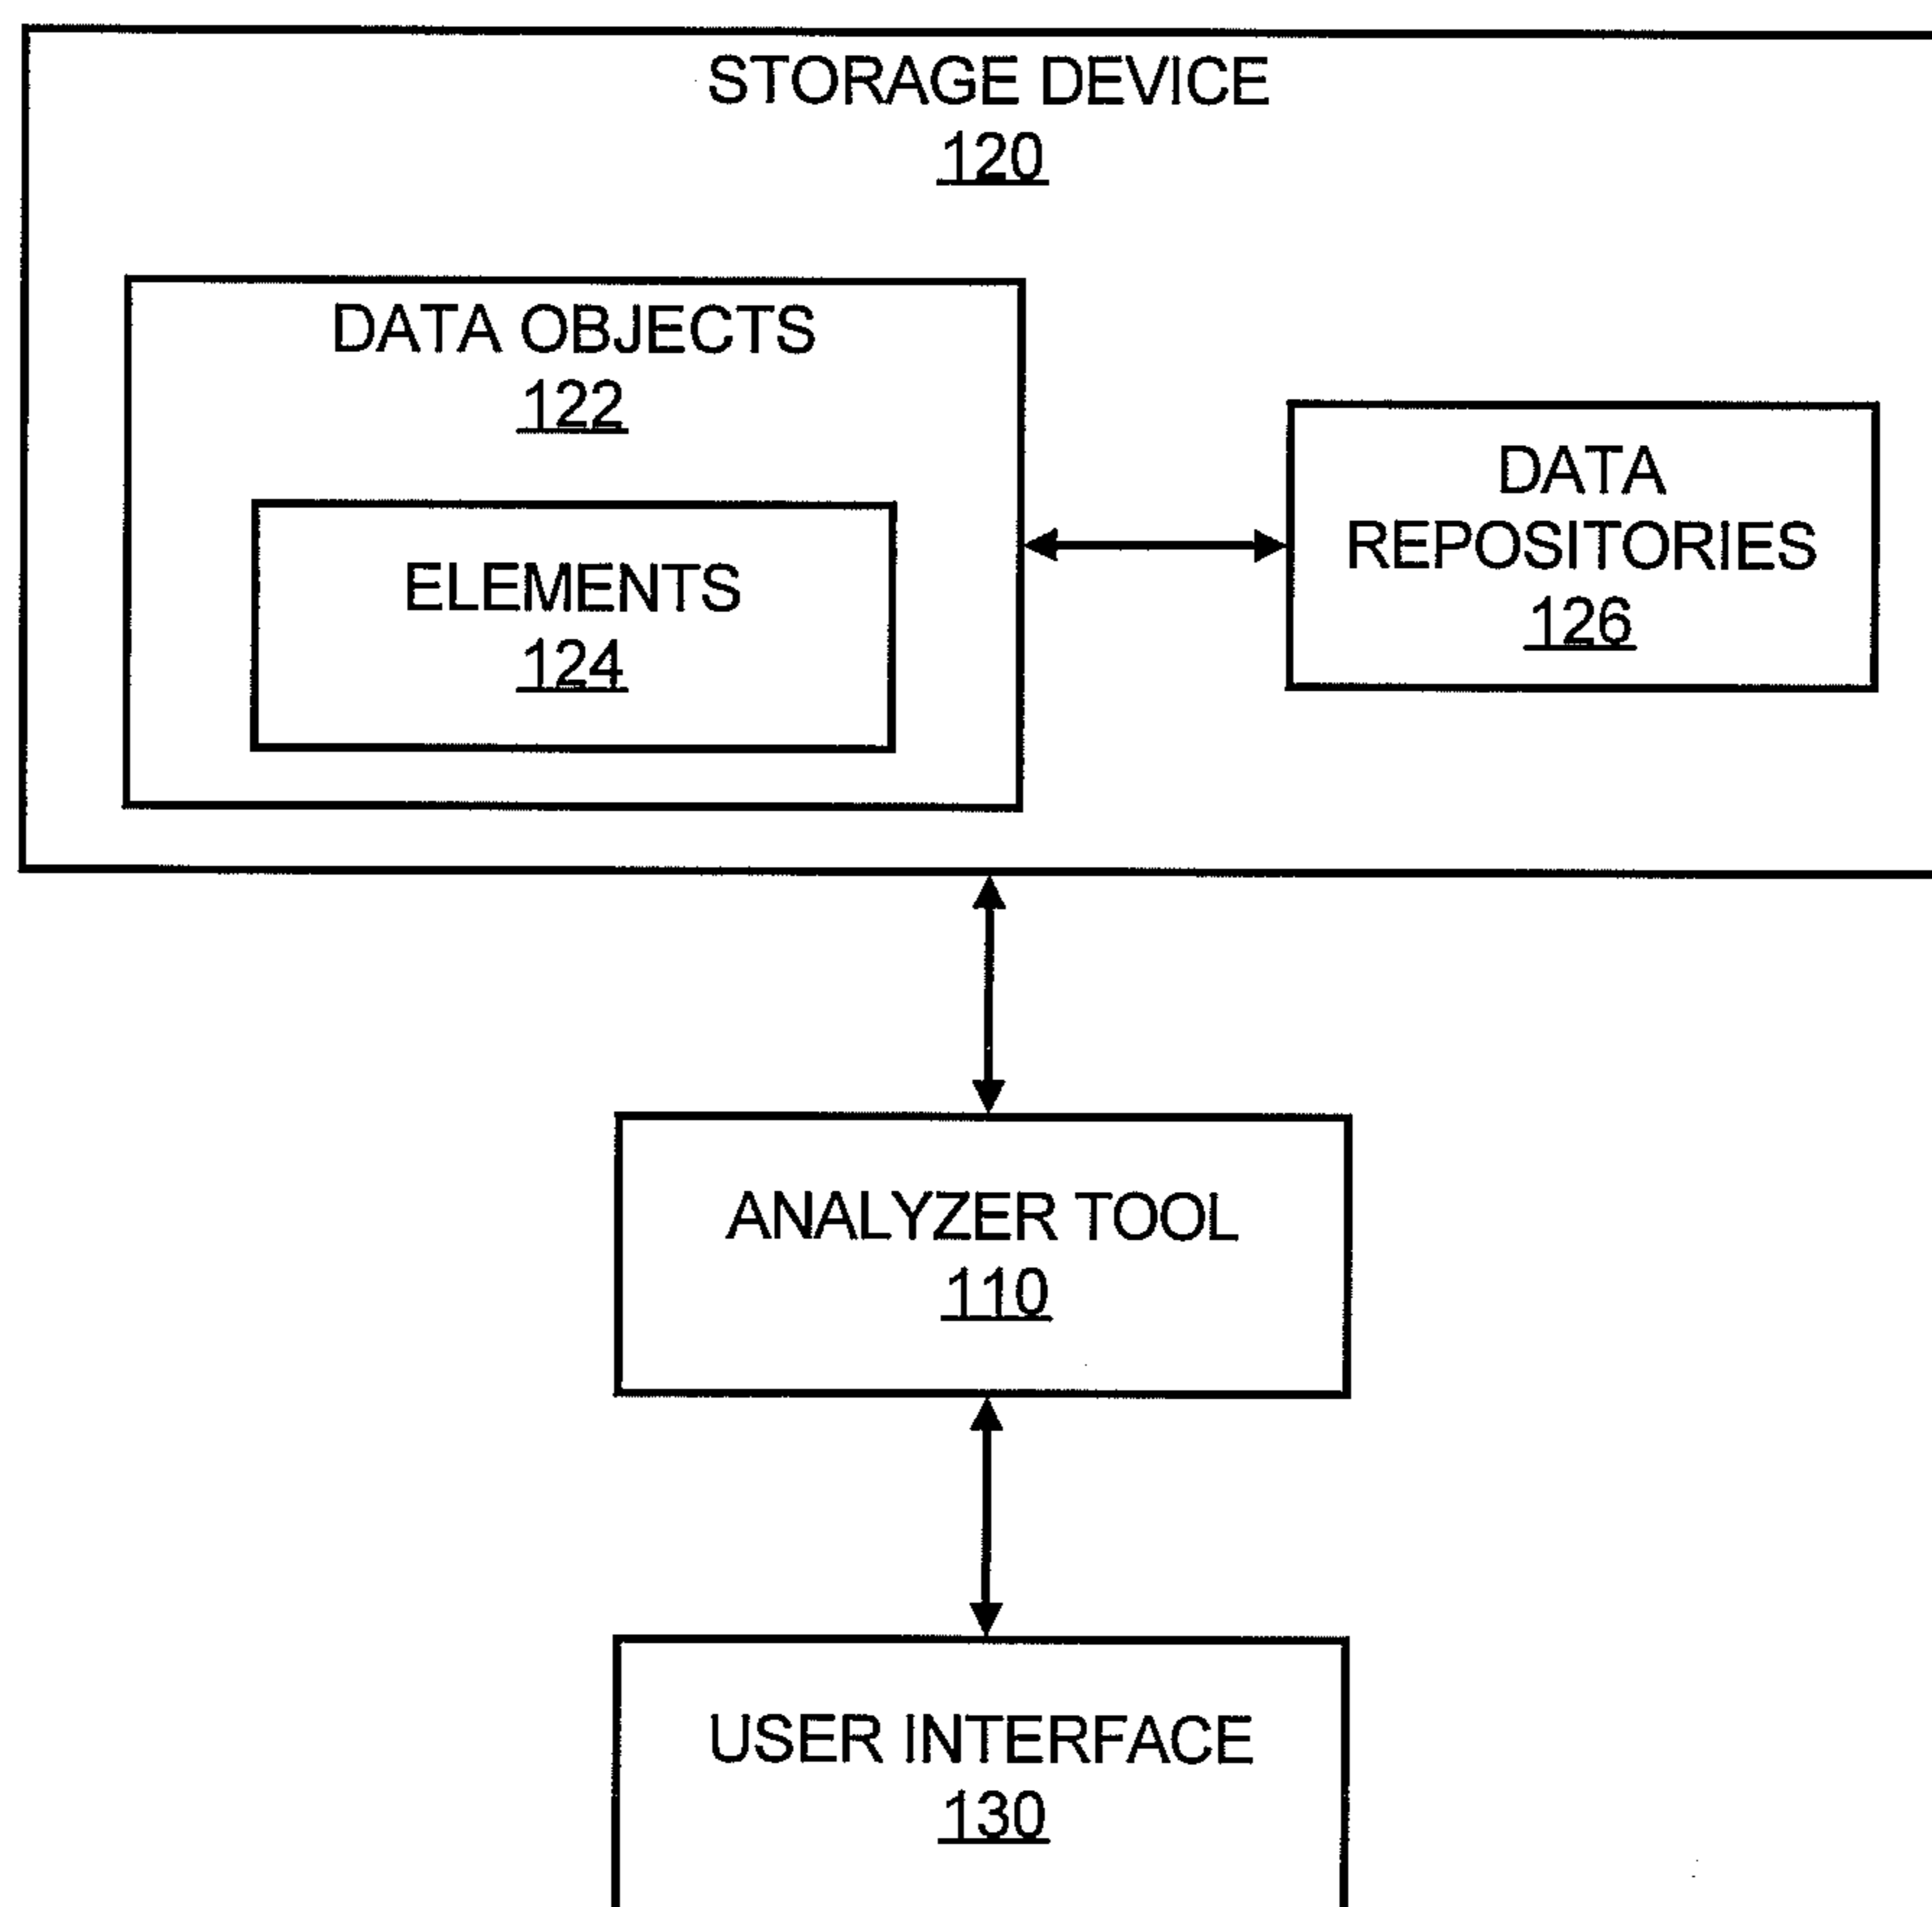 STORAGE DEVICE
120
DATA OBJECTS
122
ELEMENTS
124
DATA
REPOSITORIES
126
ANALYZER TOOL
110
USER INTERFACE
130